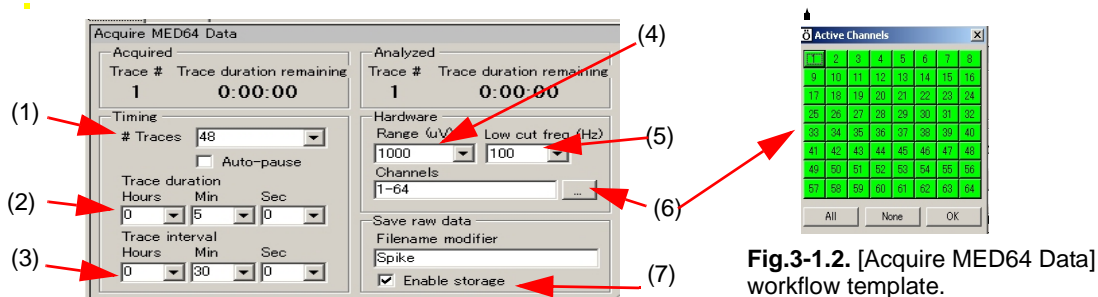 Acquire MED64 Data
Acquired
Trace # Trace duration remaining
1 0:00:00
Analyzed
Trace # Trace duration remaining
1 0:00:00
(1)
Timing
# Traces 48
Auto-pause
(2)
Trace duration
Hours Min Sec
0 5 0
(3)
Trace interval
Hours Min Sec
0 30 0
(4)
Hardware
Range (uV) Low cut freq (Hz)
1000 100
(5)
Channels
1-64 ...
(6)
Save raw data
Filename modifier
Spike
Enable storage
(7)
Active Channels
1 2 3 4 5 6 7 8
9 10 11 12 13 14 15 16
17 18 19 20 21 22 23 24
25 26 27 28 29 30 31 32
33 34 35 36 37 38 39 40
41 42 43 44 45 46 47 48
49 50 51 52 53 54 55 56
57 58 59 60 61 62 63 64
All None OK
Fig.3-1.2. [Acquire MED64 Data]
workflow template.